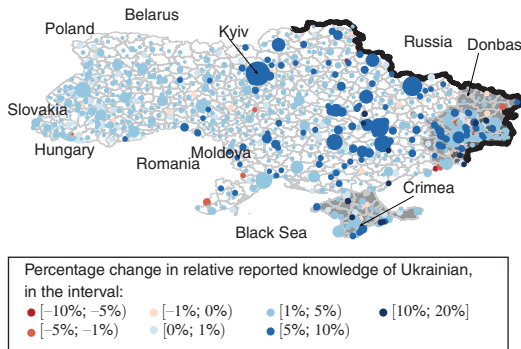 Belarus
Poland
Kyiv
Russia
Donbas
Slovakia
Hungary
Moldova
Romania
Crimea
Black Sea
Percentage change in relative reported knowledge of Ukrainian,
in the interval:
[−10%; −5%) [−1%; 0%) [1%; 5%) [10%; 20%]
[−5%; −1%) [0%; 1%) [5%; 10%)